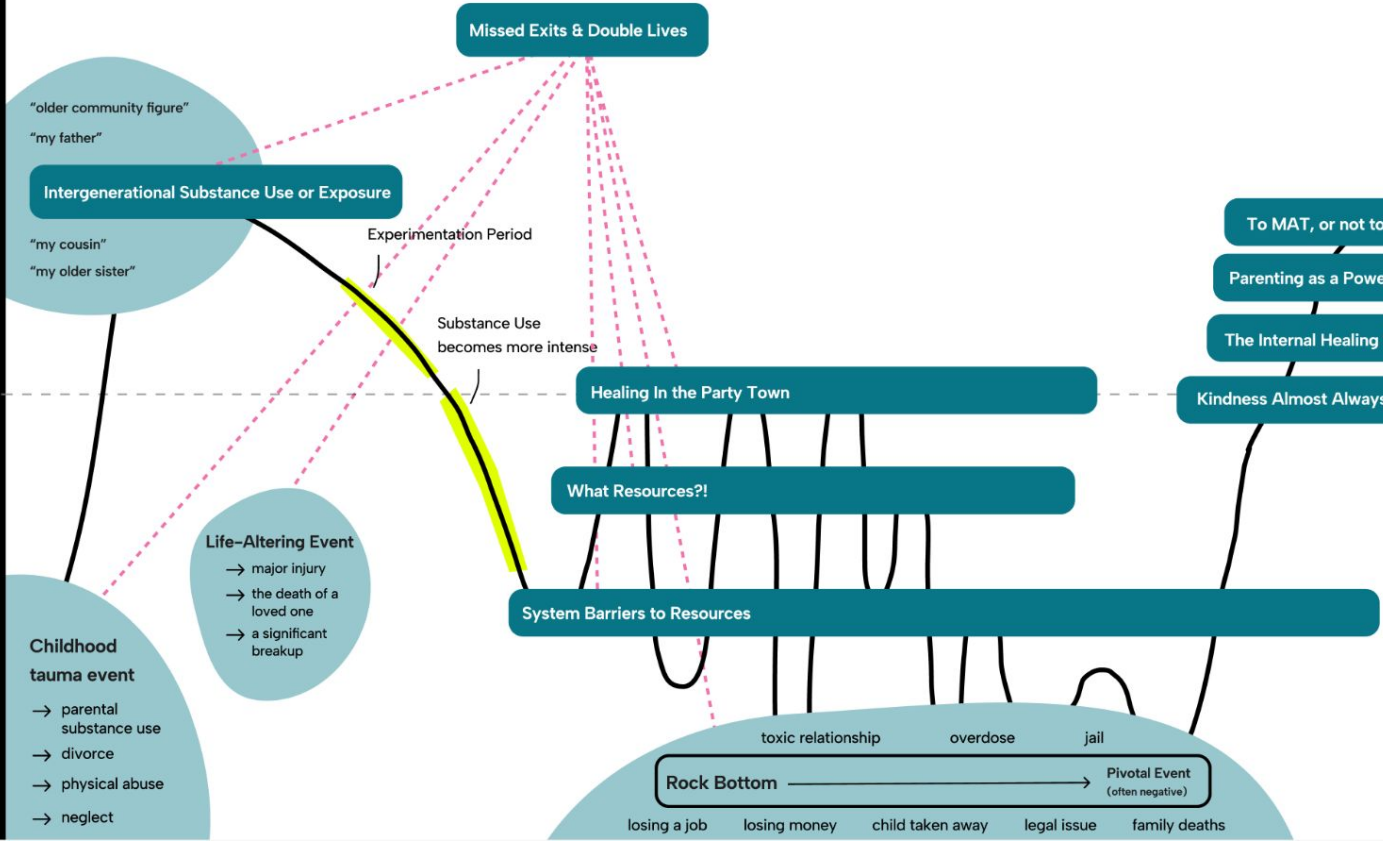 Missed Exits & Double Lives
“older community figure”
“my father”
Intergenerational Substance Use or Exposure
“my cousin”
“my older sister”
Experimentation Period
Substance Use
becomes more intense
To MAT, or not to
Parenting as a Powe
The Internal Healing
Kindness Almost Always
Healing In the Party Town
What Resources?!
System Barriers to Resources
Life-Altering Event
→ major injury
→ the death of a
loved one
→ a significant
breakup
Childhood
tauma event
→ parental
substance use
→ divorce
→ physical abuse
→ neglect
toxic relationship
overdose
jail
Rock Bottom
Pivotal Event
(often negative)
losing a job
losing money
child taken away
legal issue
family deaths